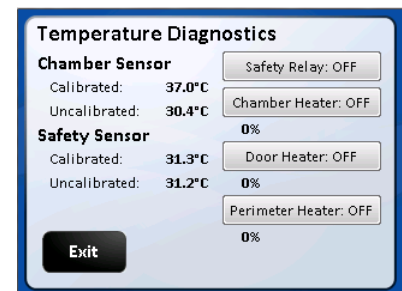 Temperature Diagnostics
Chamber Sensor
Calibrated: 37.0°C
Uncalibrated: 30.4°C
Safety Sensor
Calibrated: 31.3°C
Uncalibrated: 31.2°C
Safety Relay: OFF
Chamber Heater: OFF
0%
Door Heater: OFF
0%
Perimeter Heater: OFF
0%
Exit